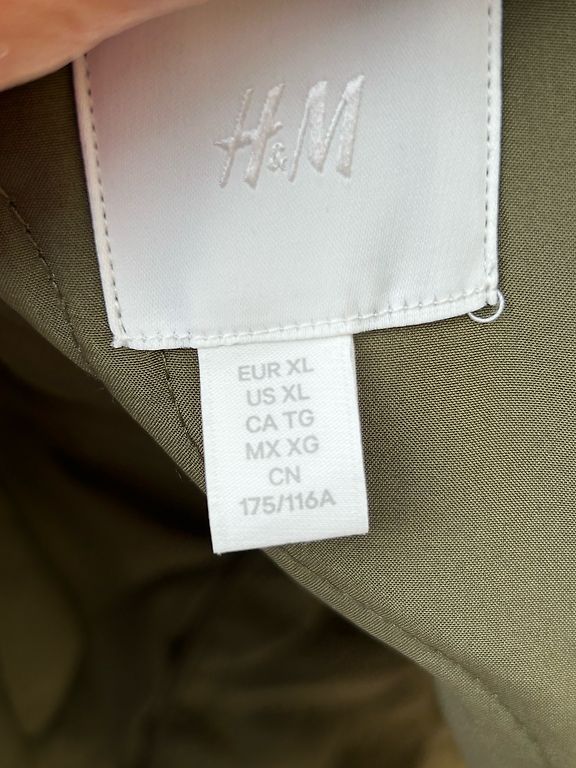 H&M
EUR XL
US XL
CA TG
MX XG
CN
175/116A